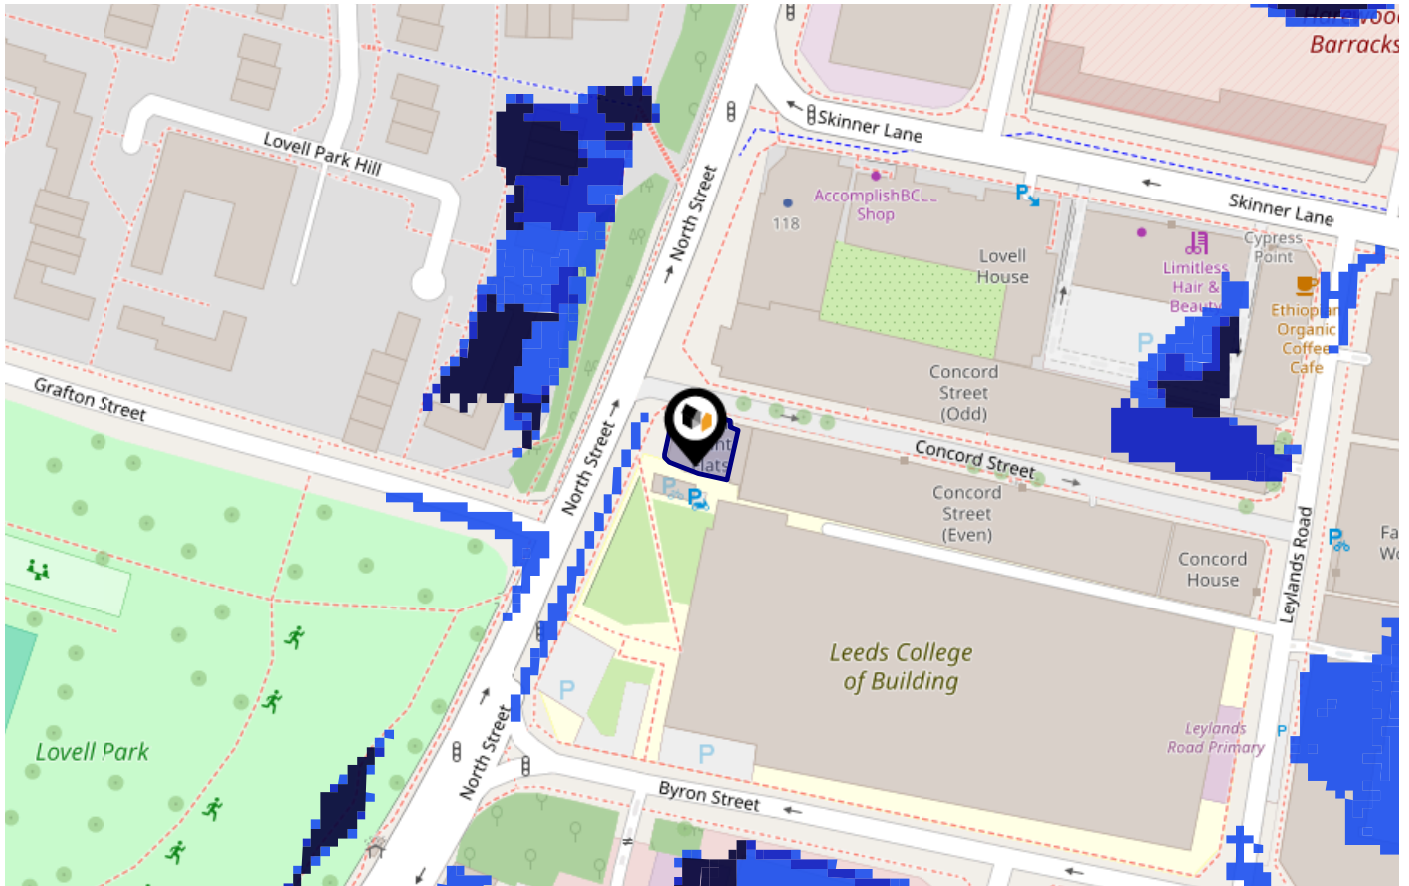 Harewood
Barracks
Skinner Lane
Lovell Park Hill
North Street
AccomplishBC...
Shop
118
Skinner Lane
Cypress
Point
Lovell
House
Limitless
Hair &
Beauty
P
Ethiopian
Organic
Coffee
Cafe
Grafton Street
Concord
Street
(Odd)
Concord Street
North Street
Concord
Street
(Even)
Concord
House
Leylands Road
P
P
P
Leeds College
of Building
P
P
North Street
Lovell Park
Leylands
Road Primary
P
P
Byron Street